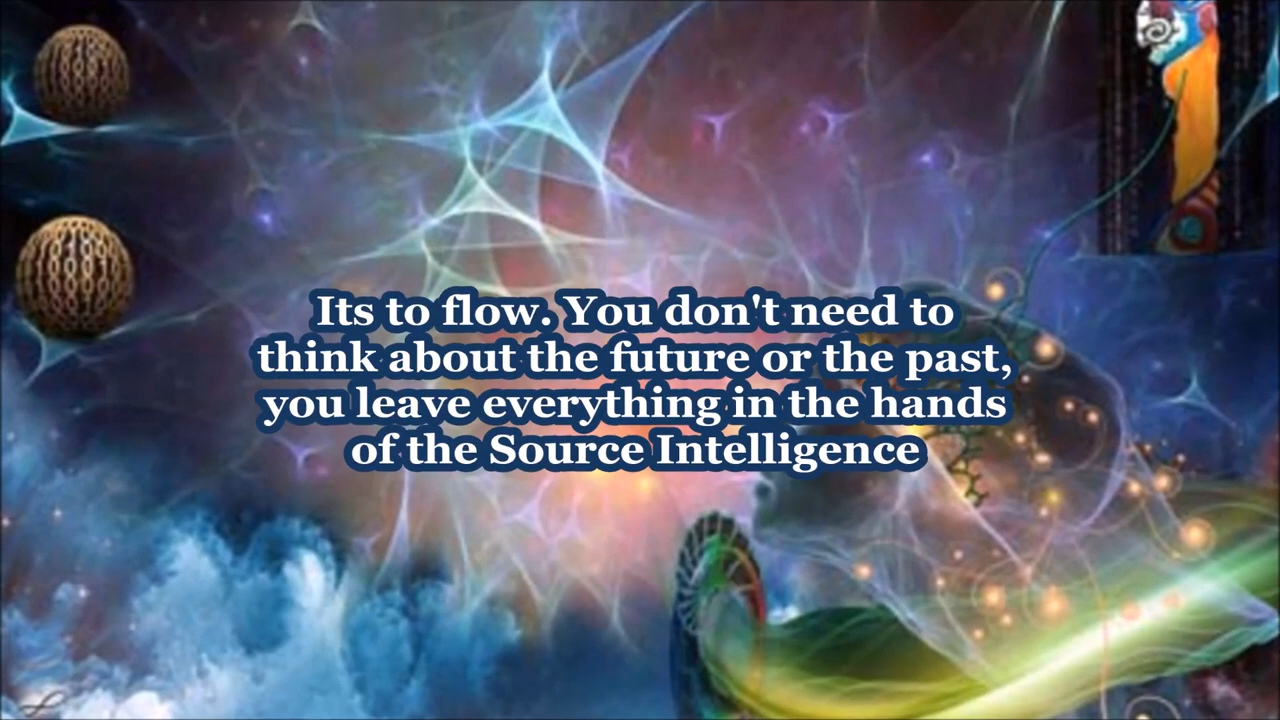 Its to flow. You don't need to
think about the future or the past,
you leave everything in the hands
of the Source Intelligence